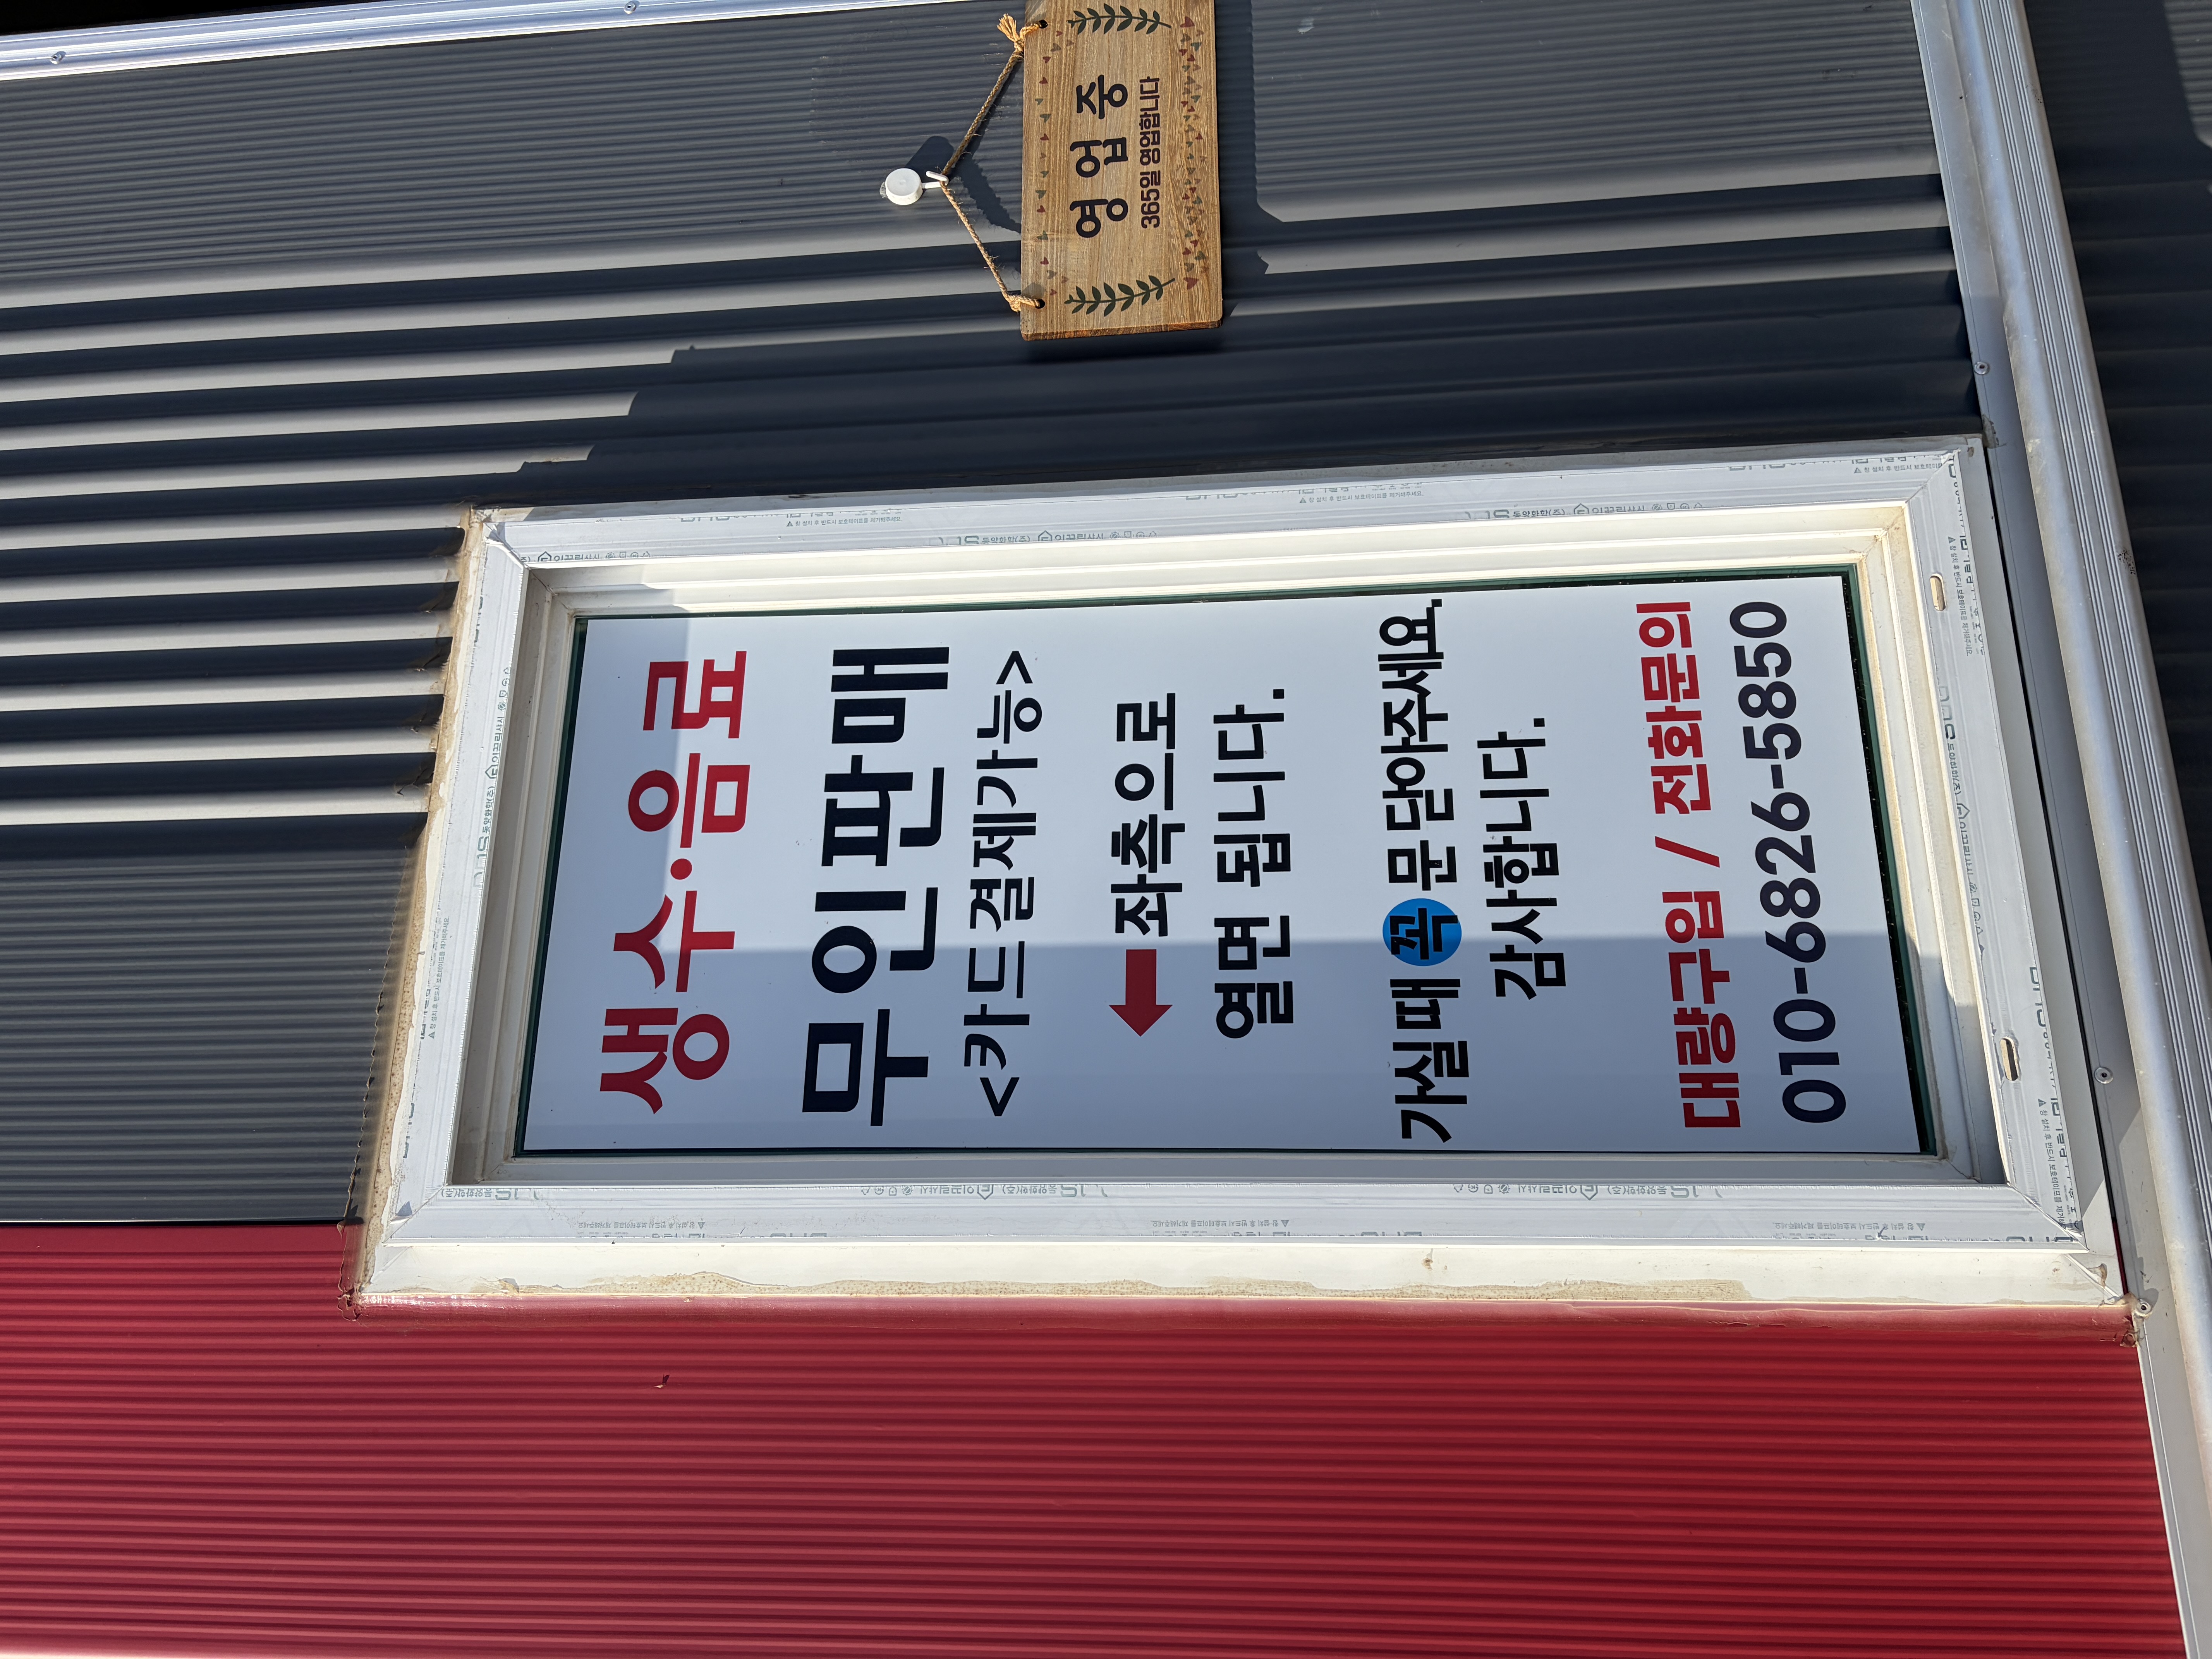 영업중
365일 영업합니다
생수·음료
무인판매
<카드결제가능>
← 좌측으로
열면 됩니다.
가실때 꼭 문 닫아주세요.
감사합니다.
대량구입 / 전화문의
010-6826-5850